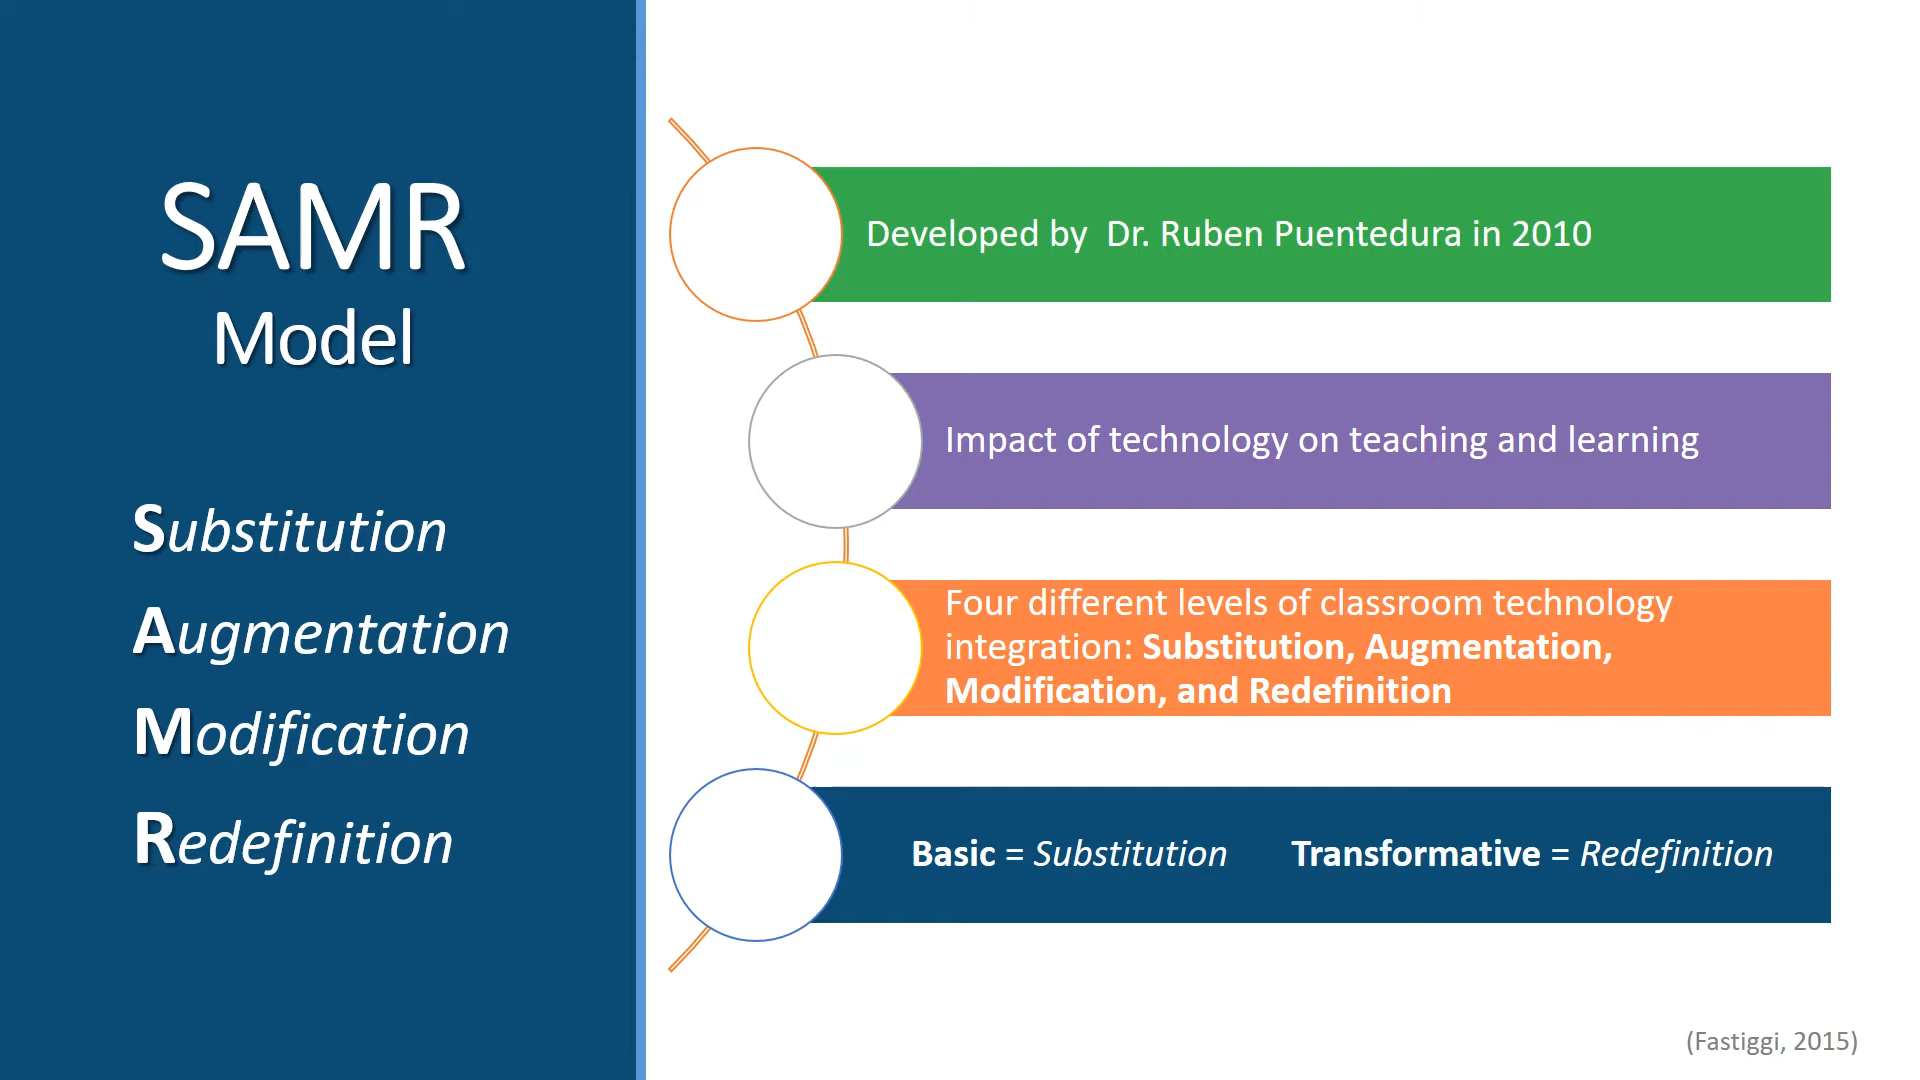 SAMR
Model
Substitution
Augmentation
Modification
Redefinition
Developed by  Dr. Ruben Puentedura in 2010
Impact of technology on teaching and learning
Four different levels of classroom technology
integration: Substitution, Augmentation,
Modification, and Redefinition
Basic = Substitution Transformative = Redefinition
(Fastiggi, 2015)